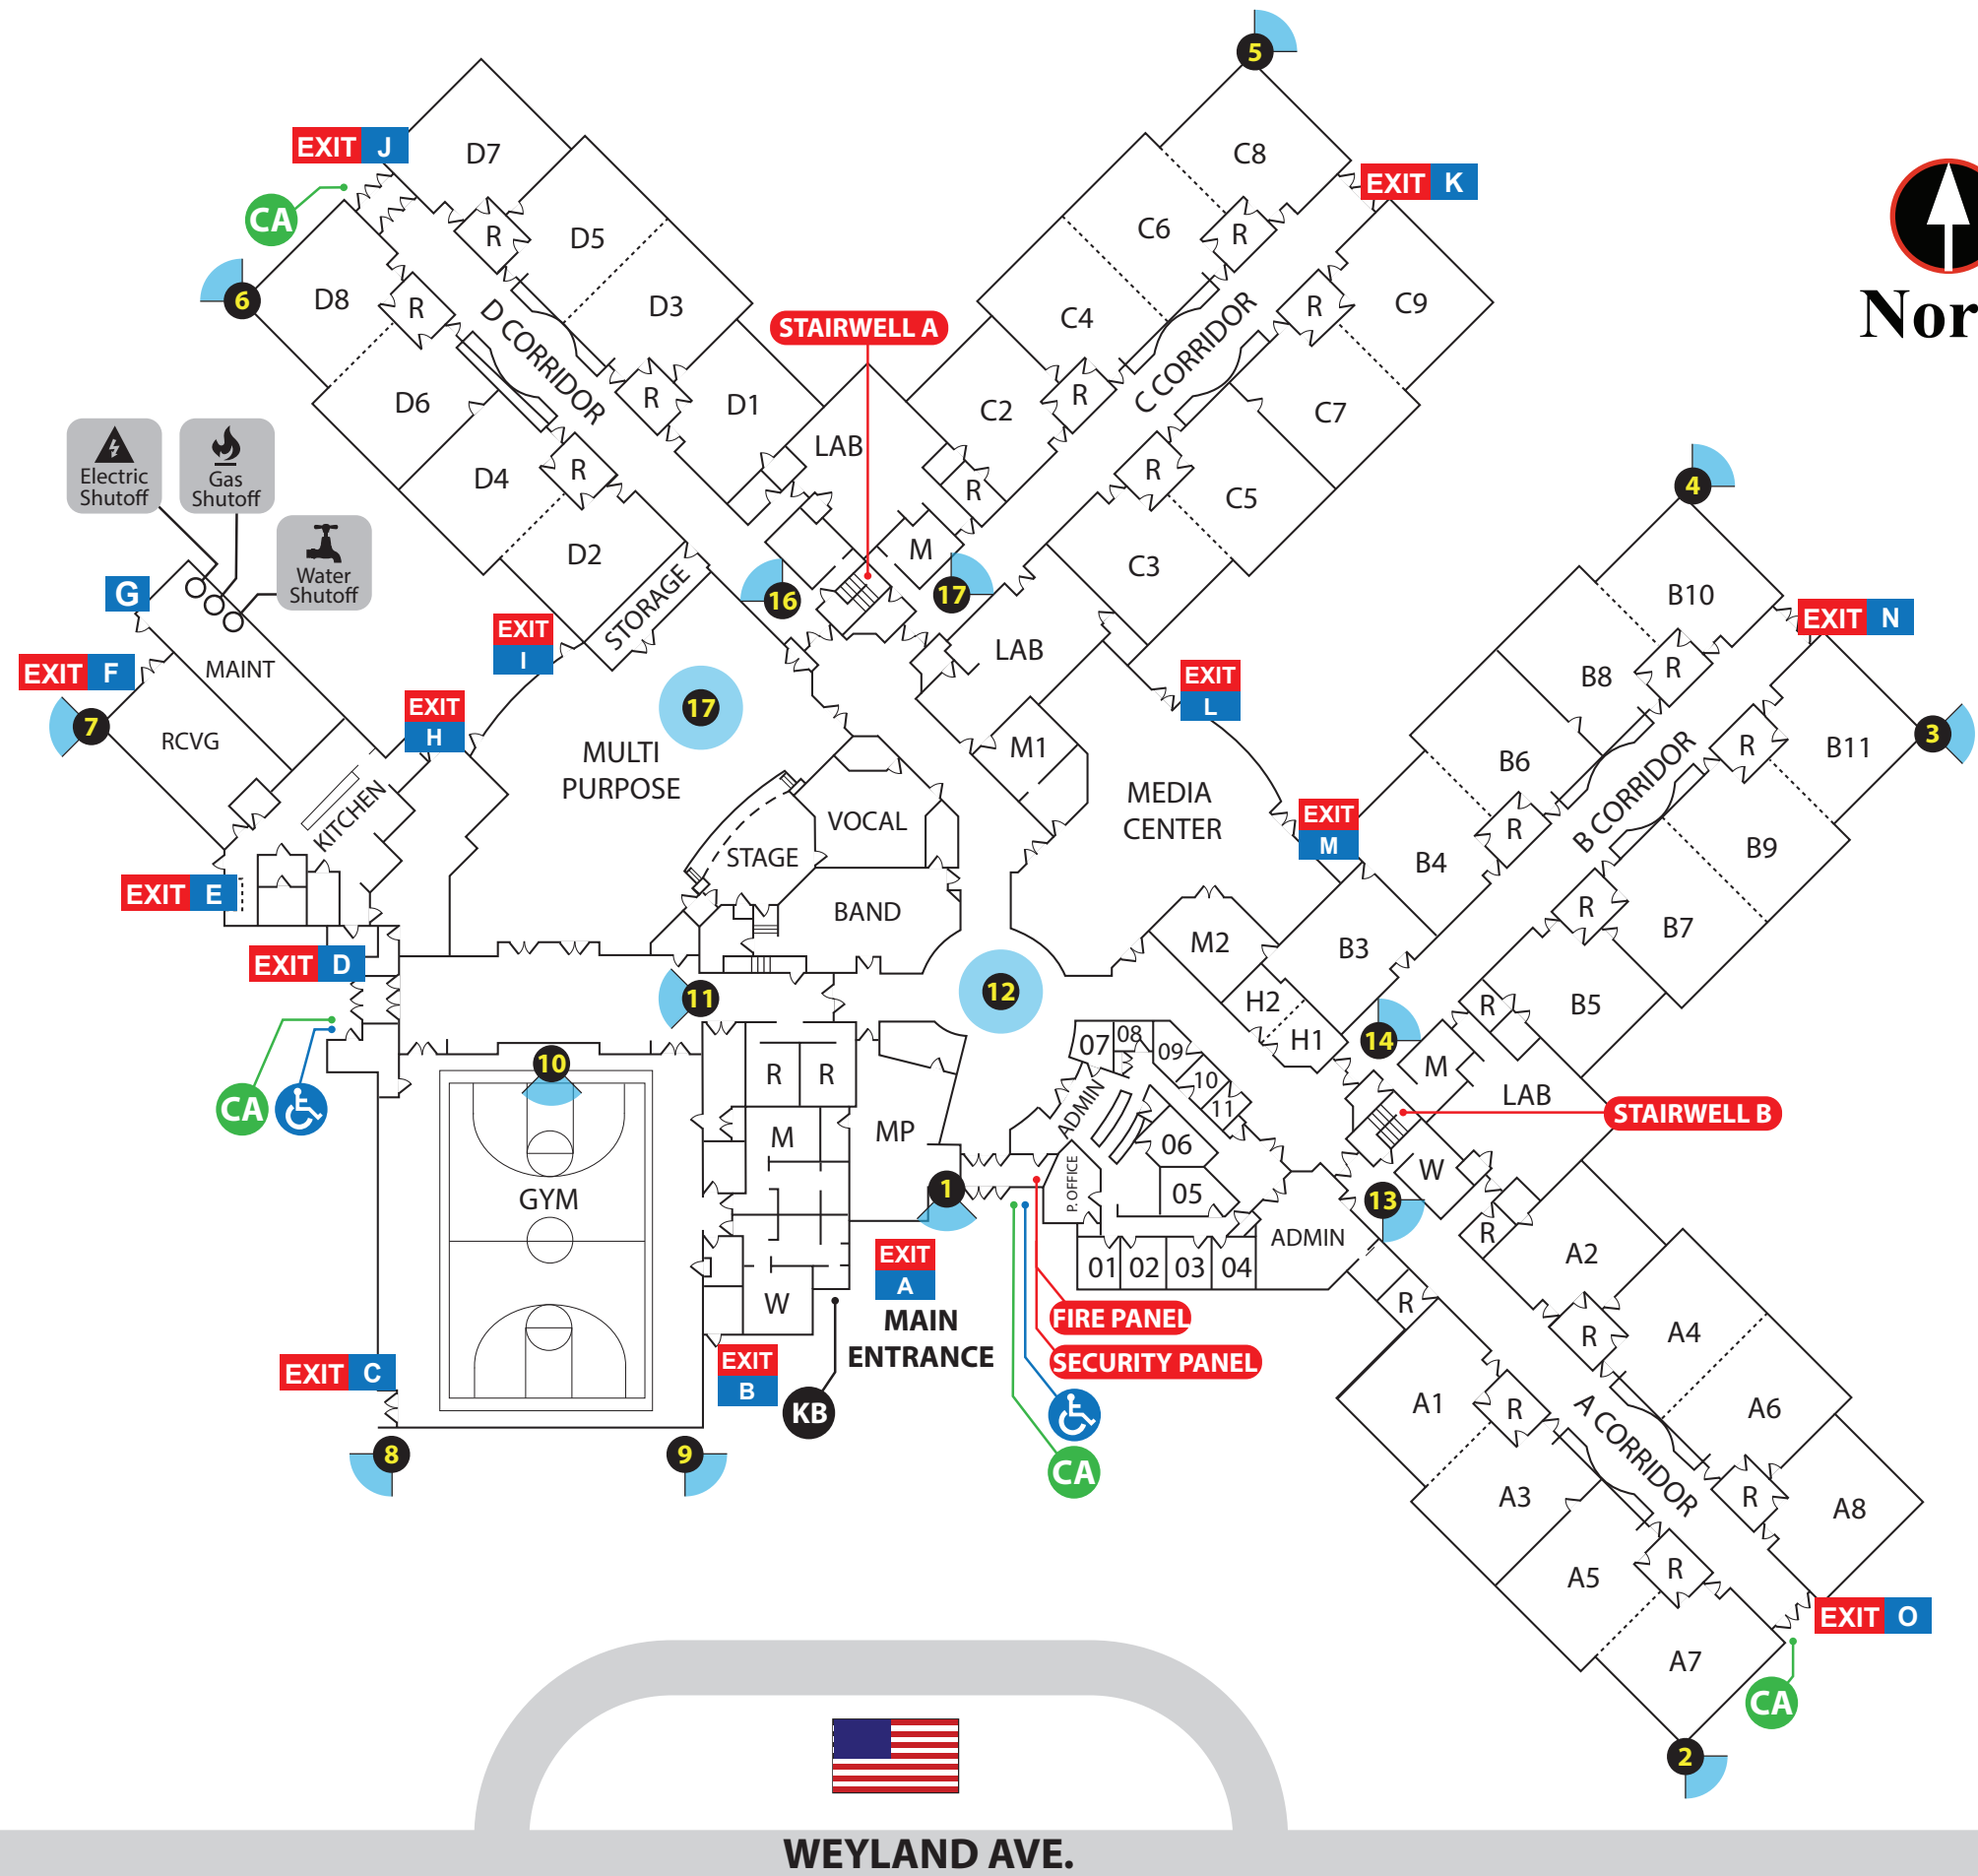 5
EXIT J
D7
C8
EXIT K
CA
R
D5
C6
R
Nor
6
D8
R
D3
C4
C9
R
D CORRIDOR
STAIRWELL A
C CORRIDOR
D6
R
D1
C2
R
C7
LAB
Electric
Shutoff
Gas
Shutoff
D4
R
R
R
C5
4
Water
Shutoff
D2
M
C3
G
STORAGE
16
17
B10
EXIT
I
EXIT N
MAINT
LAB
B8
R
EXIT F
EXIT
L
EXIT
H
17
7
RCVG
MULTI
PURPOSE
M1
B6
R
B11
3
KITCHEN
MEDIA
CENTER
B CORRIDOR
VOCAL
EXIT
M
R
STAGE
B4
B9
EXIT E
BAND
R
M2
B3
B7
EXIT D
11
12
H2
R
B5
H1
14
07
08
09
10
R
R
M
10
11
LAB
ADMIN
CA
STAIRWELL B
M
MP
06
GYM
P. OFFICE
W
1
05
13
ADMIN
R
EXIT
A
A2
01
02
03
04
W
R
FIRE PANEL
MAIN
ENTRANCE
R
A4
EXIT C
EXIT
B
SECURITY PANEL
KB
A1
R
A CORRIDOR
A6
8
9
CA
A3
R
A8
A5
R
EXIT O
A7
CA
2
WEYLAND AVE.